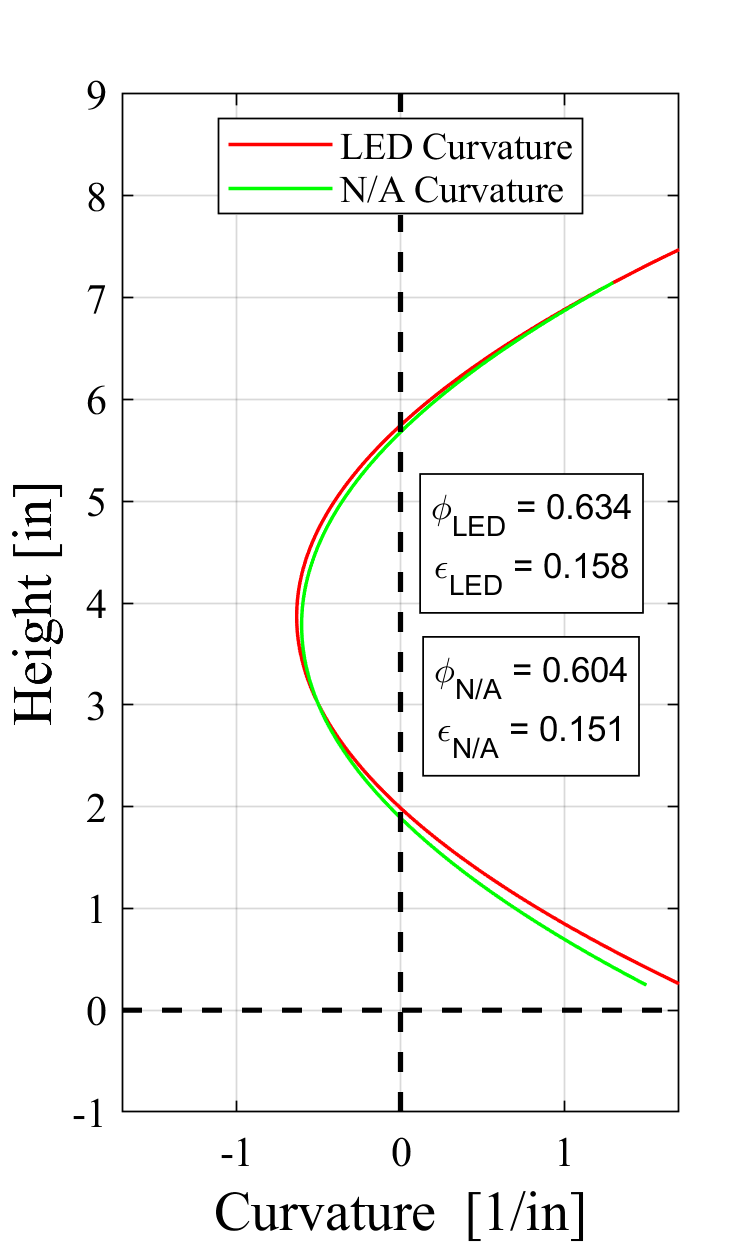 9
8
7
6
5
4
3
2
1
0
-1
Height [in]
LED Curvature
N/A Curvature
ϕLED = 0.634
ϵLED = 0.158
ϕN/A = 0.604
ϵN/A = 0.151
-1 0 1
Curvature [1/in]